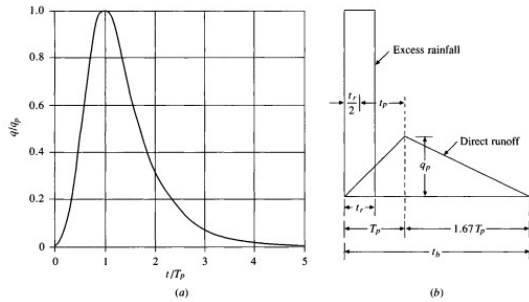 1.0
0.8
0.6
0.4
0.2
0
q/q_p
0 1 2 3 4 5
t/T_p
(a)
Excess rainfall
t_r/2
t_p
Direct runoff
q_p
t_r
T_p
1.67 T_p
t_b
(b)